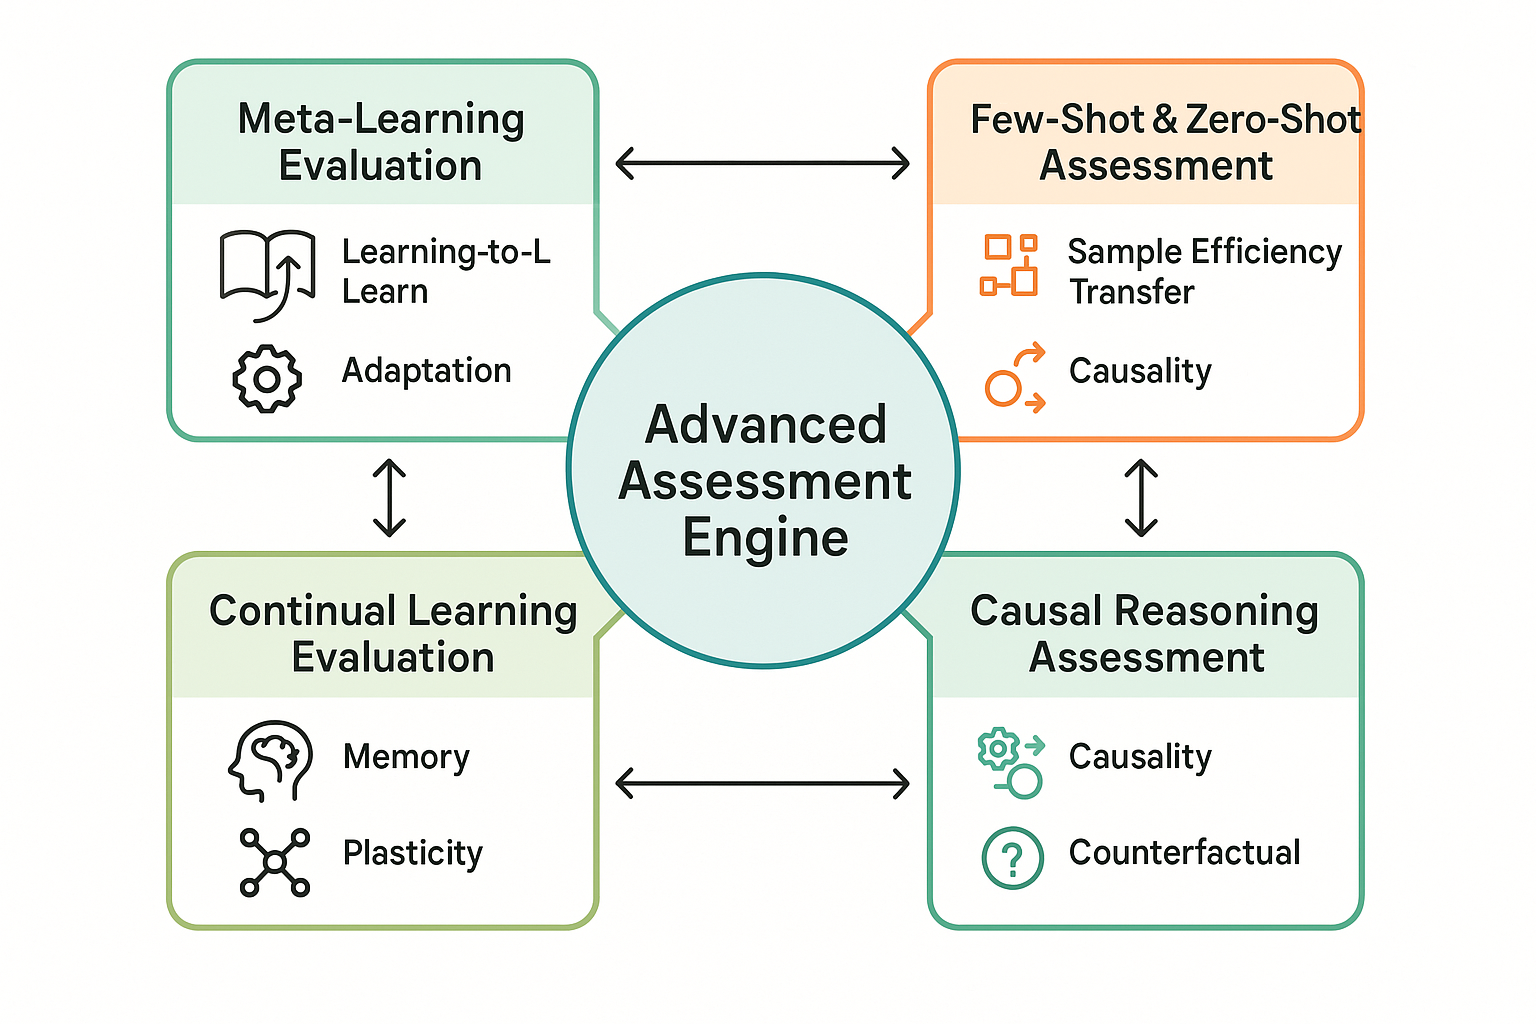 Meta-Learning
Evaluation
Learning-to-L
Learn
Adaptation
Few-Shot & Zero-Shot
Assessment
Sample Efficiency
Transfer
Causality
Advanced
Assessment
Engine
Continual Learning
Evaluation
Memory
Plasticity
Causal Reasoning
Assessment
Causality
?
Counterfactual